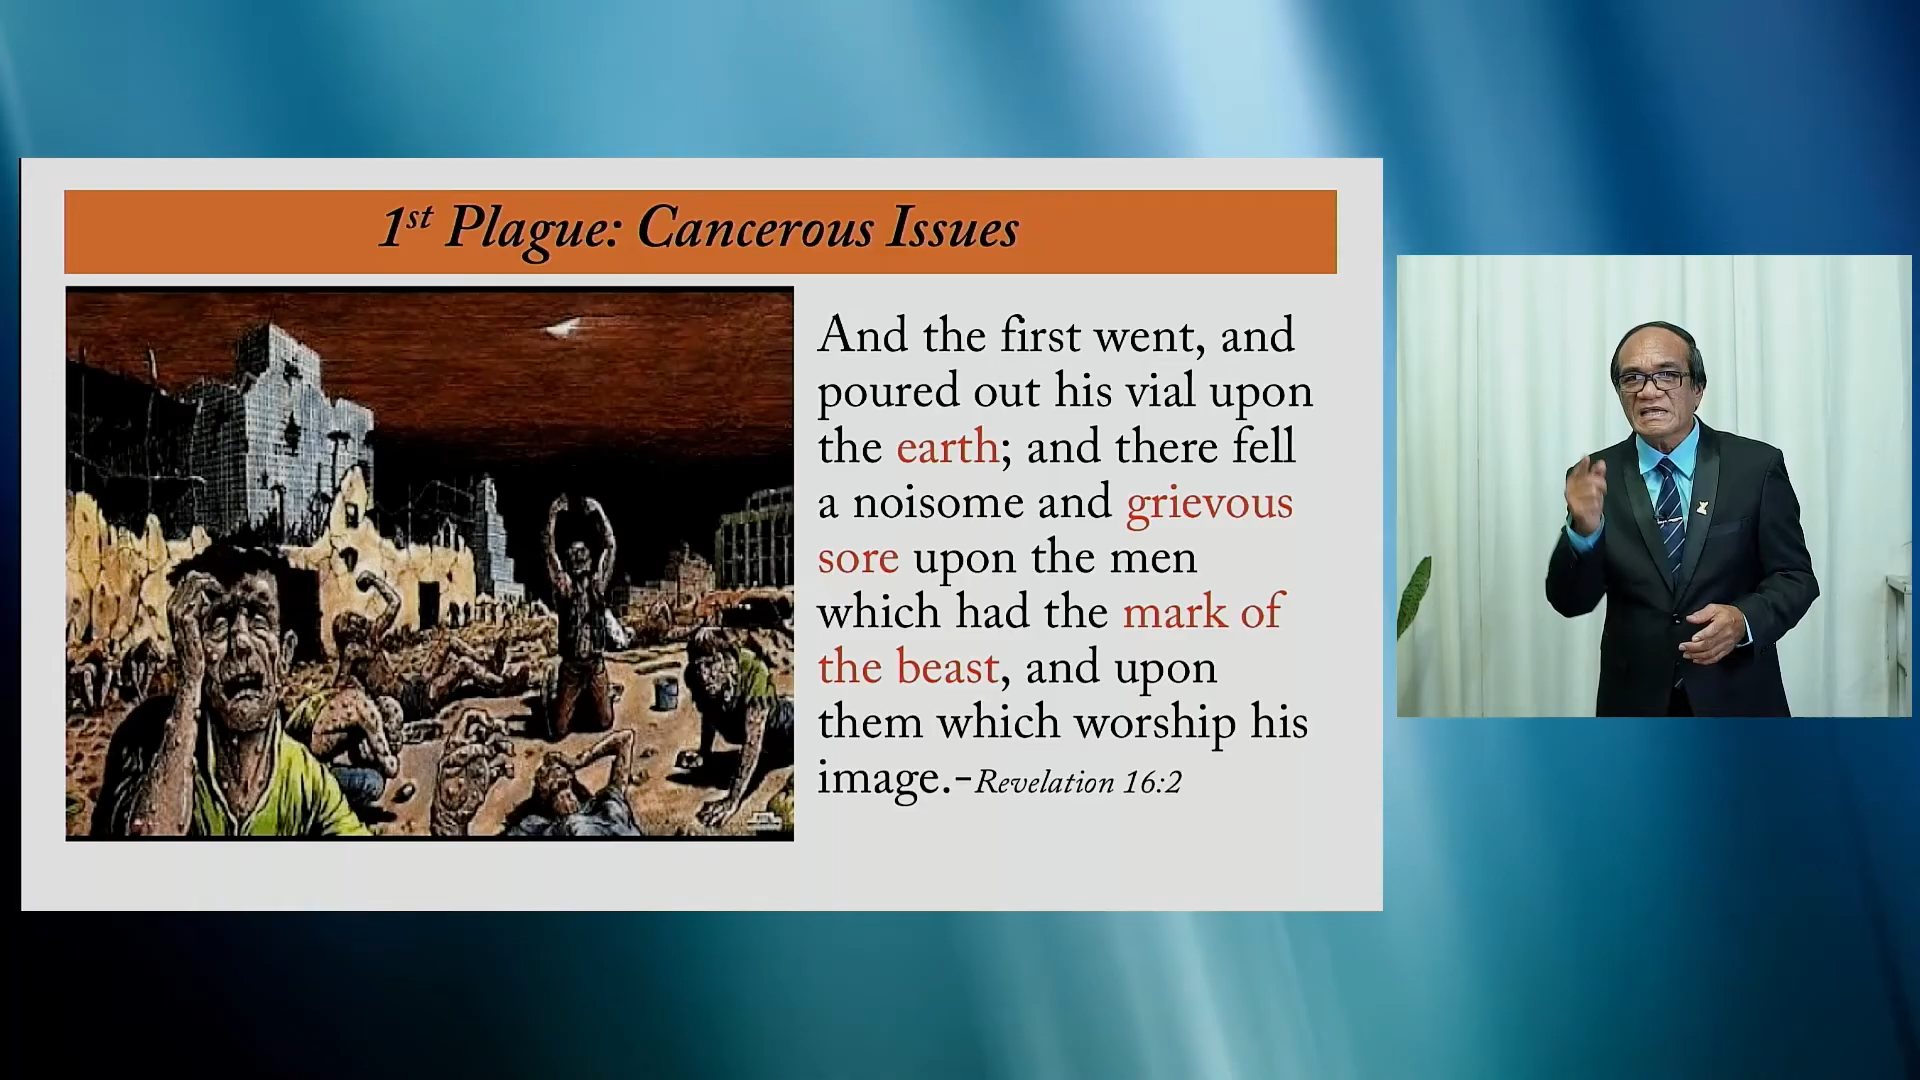 1st Plague: Cancerous Issues
And the first went, and
poured out his vial upon
the earth; and there fell
a noisome and grievous
sore upon the men
which had the mark of
the beast, and upon
them which worship his
image.-Revelation 16:2